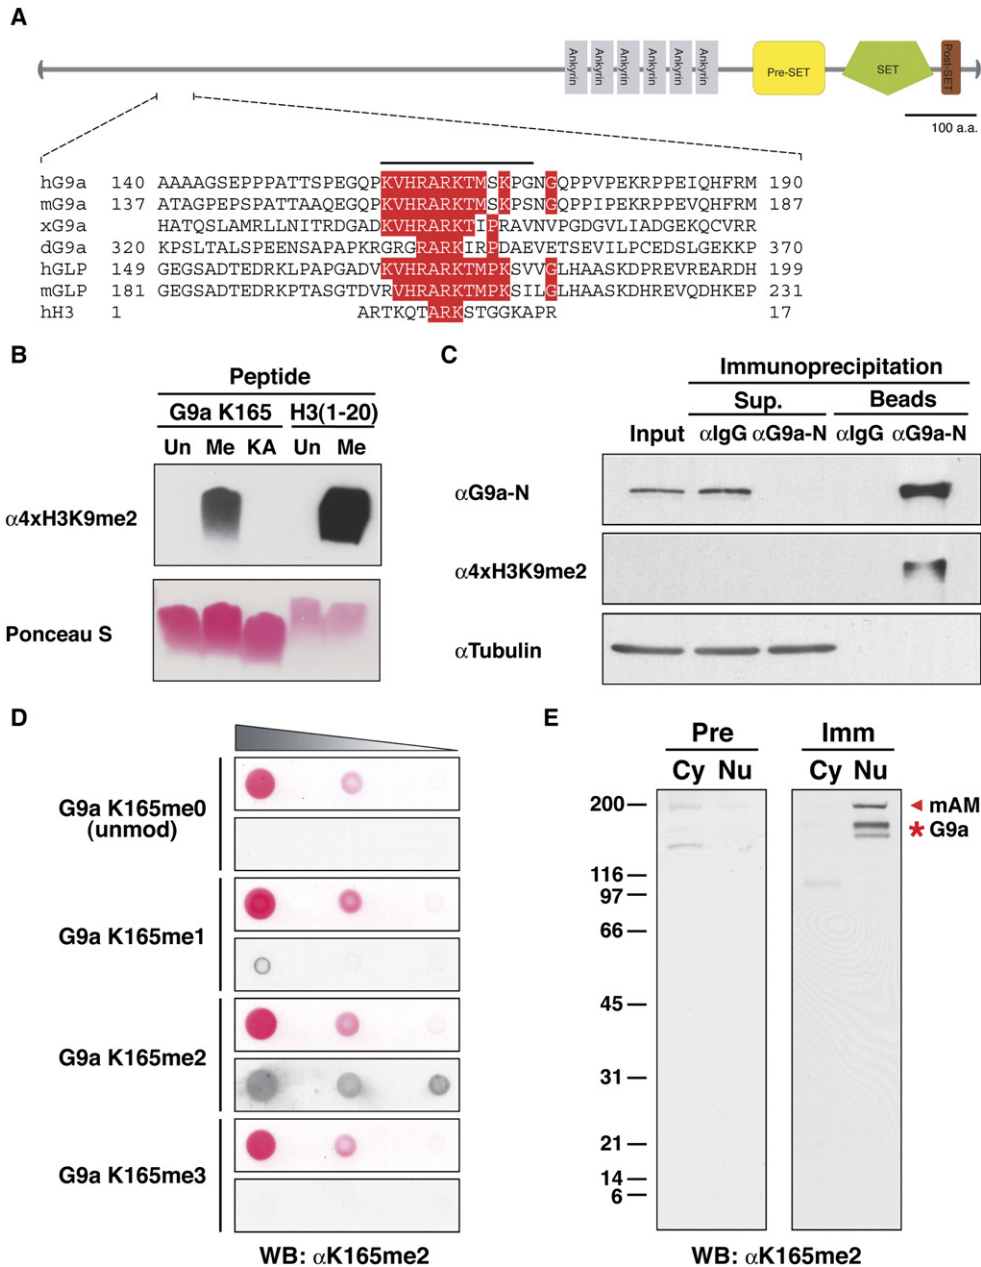 A
Ankyrin Ankyrin Ankyrin Ankyrin Ankyrin Ankyrin Pre-SET SET Post-SET
100 a.a.
hG9a 140 AAAAGSEPPPATTSPEGQPKVHRARKTMSKPGNGQPPVPEKRPPEIQHFRM 190
mG9a 137 ATAGPEPSPATTAAQEGQPKVHRARKTMSKPSNGQPPIPEKRPPEVQHFRM 187
xG9a HATQSLAMRLLNITRDGADKVHRARKTIPRAVNVPGDGVLIADGEKQCVRR
dG9a 320 KPSLTALSPEENSAPAPKRGRGRARKIRPDAEVETSEVILPCEDSLGEKKP 370
hGLP 149 GEGSADTEDRKLPAPGADVKVHRARKTMPKSVVGLHAASKDPREVREARDH 199
mGLP 181 GEGSADTEDRKPTASGTDVRVHRARKTMPKSILGLHAASKDHREVQDHKEP 231
hH3 1 ARTKQTARKSTGGKAPR 17
B
Peptide
G9a K165 H3(1-20)
Un Me KA Un Me
α4xH3K9me2
Ponceau S
C
Immunoprecipitation
Sup. Beads
Input αIgG αG9a-N αIgG αG9a-N
αG9a-N
α4xH3K9me2
αTubulin
D
G9a K165me0
(unmod)
G9a K165me1
G9a K165me2
G9a K165me3
WB: αK165me2
E
Pre Imm
Cy Nu Cy Nu
200 mAM
* G9a
116
97
66
45
31
21
14
6
WB: αK165me2